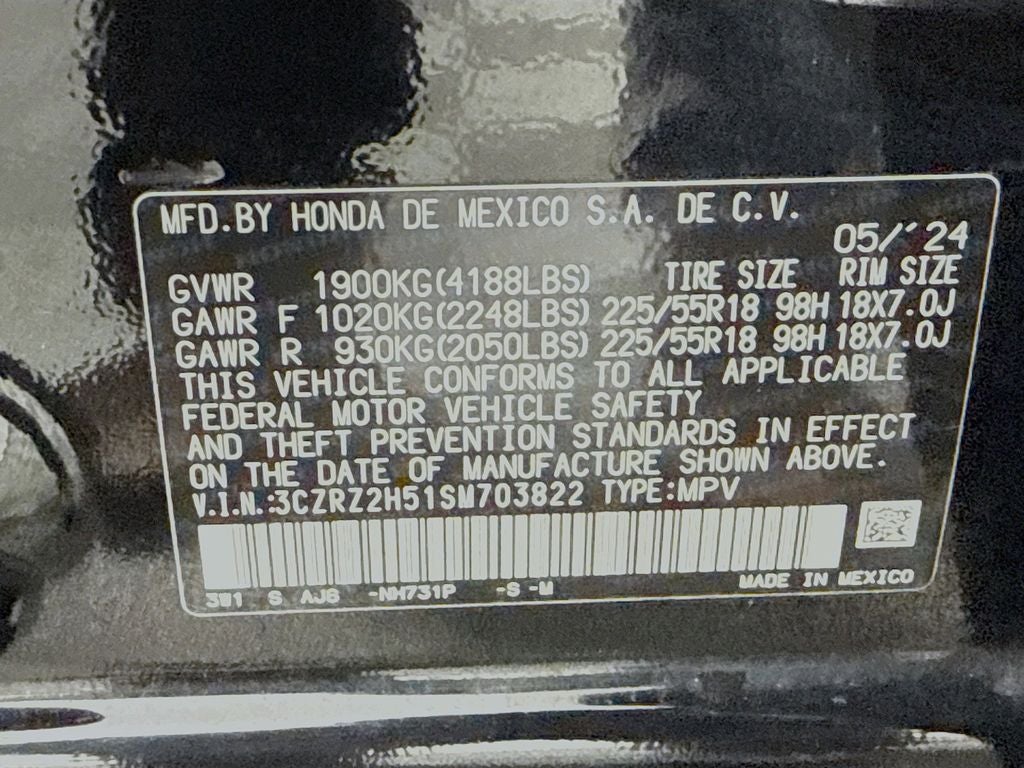 MFD.BY HONDA DE MEXICO S.A. DE C.V.
05/´24
GVWR 1900KG(4188LBS) TIRE SIZE RIM SIZE
GAWR F 1020KG(2248LBS) 225/55R18 98H 18X7.0J
GAWR R 930KG(2050LBS) 225/55R18 98H 18X7.0J
THIS VEHICLE CONFORMS TO ALL APPLICABLE
FEDERAL MOTOR VEHICLE SAFETY
AND THEFT PREVENTION STANDARDS IN EFFECT
ON THE DATE OF MANUFACTURE SHOWN ABOVE.
V.I.N.:3CZRZ2H51SM703822 TYPE:MPV
3W1 S AJ6 -NH731P -S -M MADE IN MEXICO